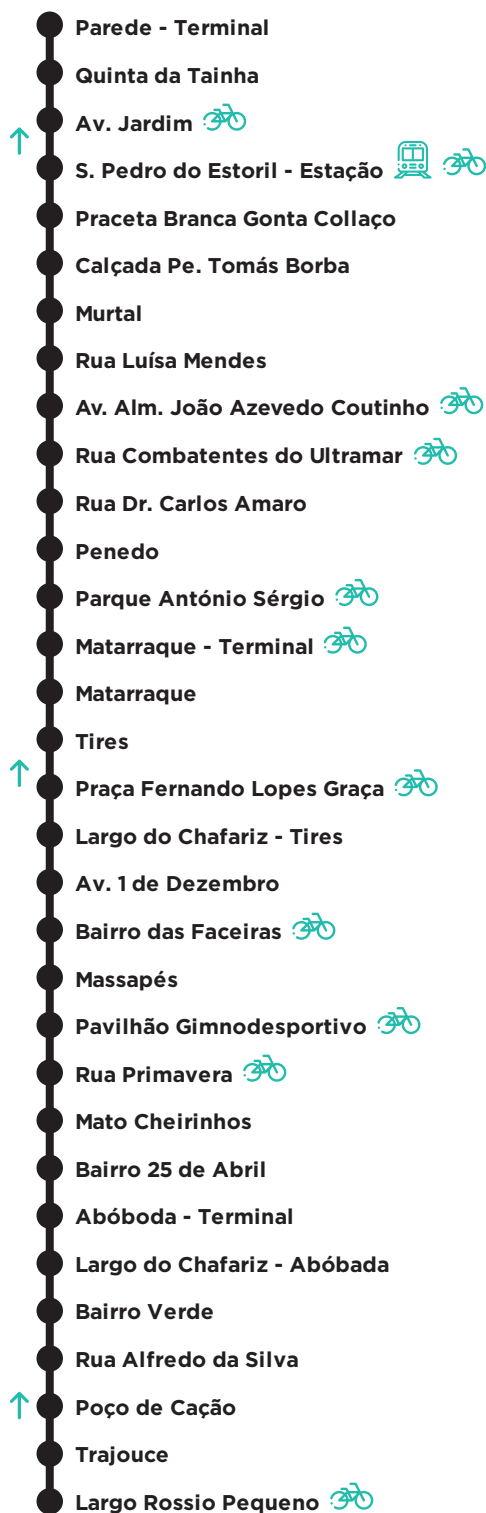 Parede - Terminal
Quinta da Tainha
Av. Jardim
S. Pedro do Estoril - Estação
Praceta Branca Gonta Collaço
Calçada Pe. Tomás Borba
Murtal
Rua Luísa Mendes
Av. Alm. João Azevedo Coutinho
Rua Combatentes do Ultramar
Rua Dr. Carlos Amaro
Penedo
Parque António Sérgio
Matarraque - Terminal
Matarraque
Tires
Praça Fernando Lopes Graça
Largo do Chafariz - Tires
Av. 1 de Dezembro
Bairro das Faceiras
Massapés
Pavilhão Gimnodesportivo
Rua Primavera
Mato Cheirinhos
Bairro 25 de Abril
Abóboda - Terminal
Largo do Chafariz - Abóbada
Bairro Verde
Rua Alfredo da Silva
Poço de Cação
Trajouce
Largo Rossio Pequeno